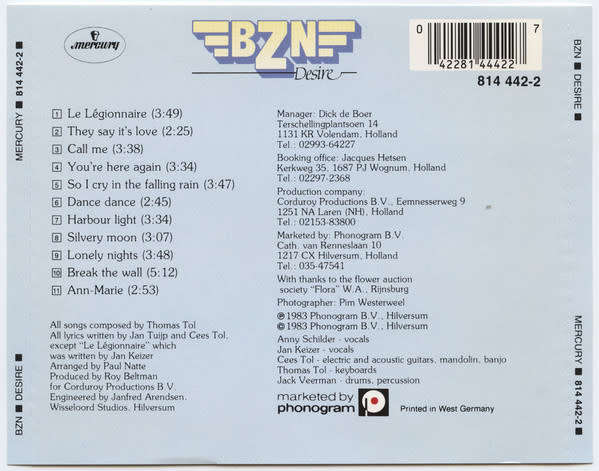 mercury
BZN
Desire
0 42281 44422 7
814 442-2
MERCURY ■ 814 442-2 ■
BZN ■ DESIRE ■
BZN ■ DESIRE ■
MERCURY ■ 814 442-2 ■
1 Le Légionnaire (3:49)
2 They say it's love (2:25)
3 Call me (3:38)
4 You're here again (3:34)
5 So I cry in the falling rain (3:47)
6 Dance dance (2:45)
7 Harbour light (3:34)
8 Silvery moon (3:07)
9 Lonely nights (3:48)
10 Break the wall (5:12)
11 Ann-Marie (2:53)
All songs composed by Thomas Tol
All lyrics written by Jan Tuijp and Cees Tol,
except "Le Légionnaire" which
was written by Jan Keizer
Arranged by Paul Natte
Produced by Roy Beltman
for Corduroy Productions B.V.
Engineered by Janfred Arendsen,
Wisseloord Studios, Hilversum
Manager: Dick de Boer
Terschellingplantsoen 14
1131 KR Volendam, Holland
Tel.: 02993-64227
Booking office: Jacques Hetsen
Kerkweg 35, 1687 PJ Wognum, Holland
Tel.: 02297-2368
Production company:
Corduroy Productions B.V., Eemnesserweg 9
1251 NA Laren (NH), Holland
Tel.: 02153-83800
Marketed by: Phonogram B.V.
Cath. van Renneslaan 10
1217 CX Hilversum, Holland
Tel.: 035-47541
With thanks to the flower auction
society "Flora" W.A., Rijnsburg
Photographer: Pim Westerweel
℗ 1983 Phonogram B.V., Hilversum
© 1983 Phonogram B.V., Hilversum
Anny Schilder - vocals
Jan Keizer - vocals
Cees Tol - electric and acoustic guitars, mandolin, banjo
Thomas Tol - keyboards
Jack Veerman - drums, percussion
marketed by
phonogram
Printed in West Germany